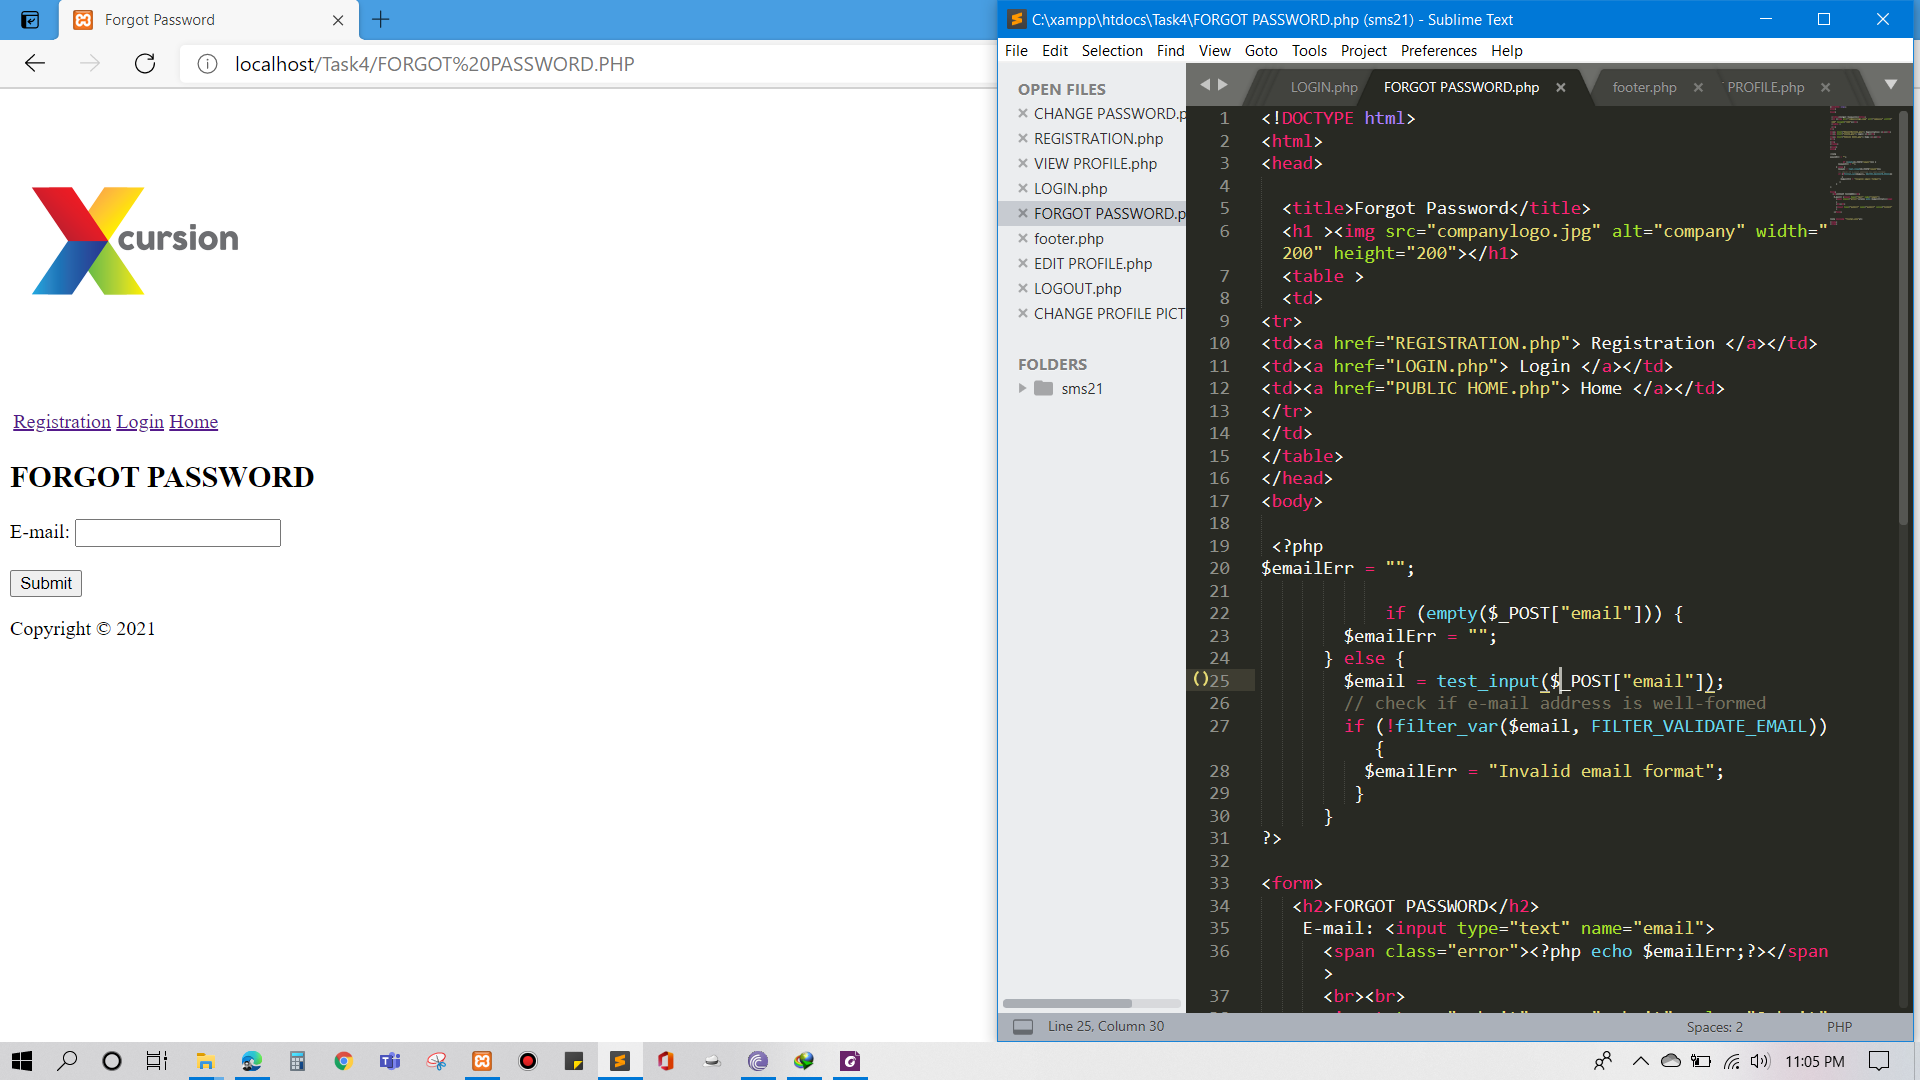 Forgot Password
localhost/Task4/FORGOT%20PASSWORD.PHP
Xcursion
Registration Login Home
FORGOT PASSWORD
E-mail:
Submit
Copyright © 2021
C:\xampp\htdocs\Task4\FORGOT PASSWORD.php (sms21) - Sublime Text
File Edit Selection Find View Goto Tools Project Preferences Help
OPEN FILES
CHANGE PASSWORD.p
REGISTRATION.php
VIEW PROFILE.php
LOGIN.php
FORGOT PASSWORD.p
footer.php
EDIT PROFILE.php
LOGOUT.php
CHANGE PROFILE PICT
FOLDERS
sms21
LOGIN.php FORGOT PASSWORD.php footer.php PROFILE.php
1 <!DOCTYPE html>
2 <html>
3 <head>
4
5 <title>Forgot Password</title>
6 <h1 ><img src="companylogo.jpg" alt="company" width="
200" height="200"></h1>
7 <table >
8 <td>
9 <tr>
10 <td><a href="REGISTRATION.php"> Registration </a></td>
11 <td><a href="LOGIN.php"> Login </a></td>
12 <td><a href="PUBLIC HOME.php"> Home </a></td>
13 </tr>
14 </td>
15 </table>
16 </head>
17 <body>
18
19 <?php
20 $emailErr = "";
21
22 if (empty($_POST["email"])) {
23 $emailErr = "";
24 } else {
25 $email = test_input($_POST["email"]);
26 // check if e-mail address is well-formed
27 if (!filter_var($email, FILTER_VALIDATE_EMAIL))
{
28 $emailErr = "Invalid email format";
29 }
30 }
31 ?>
32
33 <form>
34 <h2>FORGOT PASSWORD</h2>
35 E-mail: <input type="text" name="email">
36 <span class="error"><?php echo $emailErr;?></span
>
37 <br><br>
Line 25, Column 30
Spaces: 2
PHP
11:05 PM